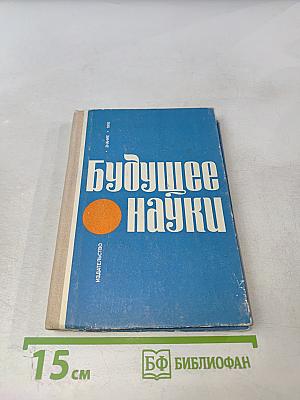 Будущее
науки
ИЗДАТЕЛЬСТВО
15 см
БФ БИБЛИОФАН